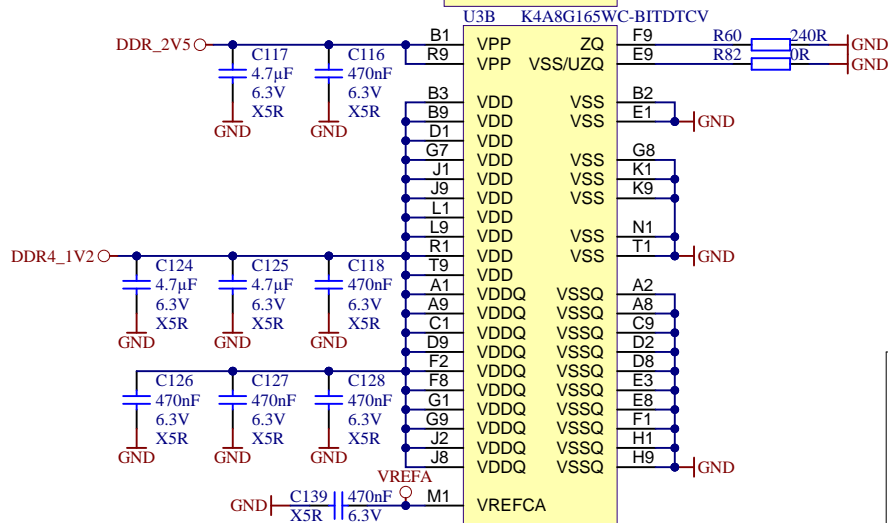 U3B K4A8G165WC-BITDTCV
DDR_2V5 B1 VPP ZQ F9 R60 240R GND
R9 VPP VSS/UZQ E9 R82 0R GND
C117 C116
4.7µF 470nF
6.3V 6.3V
X5R X5R
GND GND
B3 VDD VSS B2
B9 VDD VSS E1 GND
D1 VDD
G7 VDD VSS G8
J1 VDD VSS K1
J9 VDD VSS K9
L1 VDD
L9 VDD VSS N1
DDR4_1V2 R1 VDD VSS T1 GND
T9 VDD
C124 C125 C118
4.7µF 4.7µF 470nF
6.3V 6.3V 6.3V
X5R X5R X5R
GND GND GND
A1 VDDQ VSSQ A2
A9 VDDQ VSSQ A8
C1 VDDQ VSSQ C9
D9 VDDQ VSSQ D2
F2 VDDQ VSSQ D8
F8 VDDQ VSSQ E3
G1 VDDQ VSSQ E8
G9 VDDQ VSSQ F1
J2 VDDQ VSSQ H1
J8 VDDQ VSSQ H9 GND
C126 C127 C128
470nF 470nF 470nF
6.3V 6.3V 6.3V
X5R X5R X5R
GND GND GND
VREFA
GND C139 470nF M1 VREFCA
X5R 6.3V